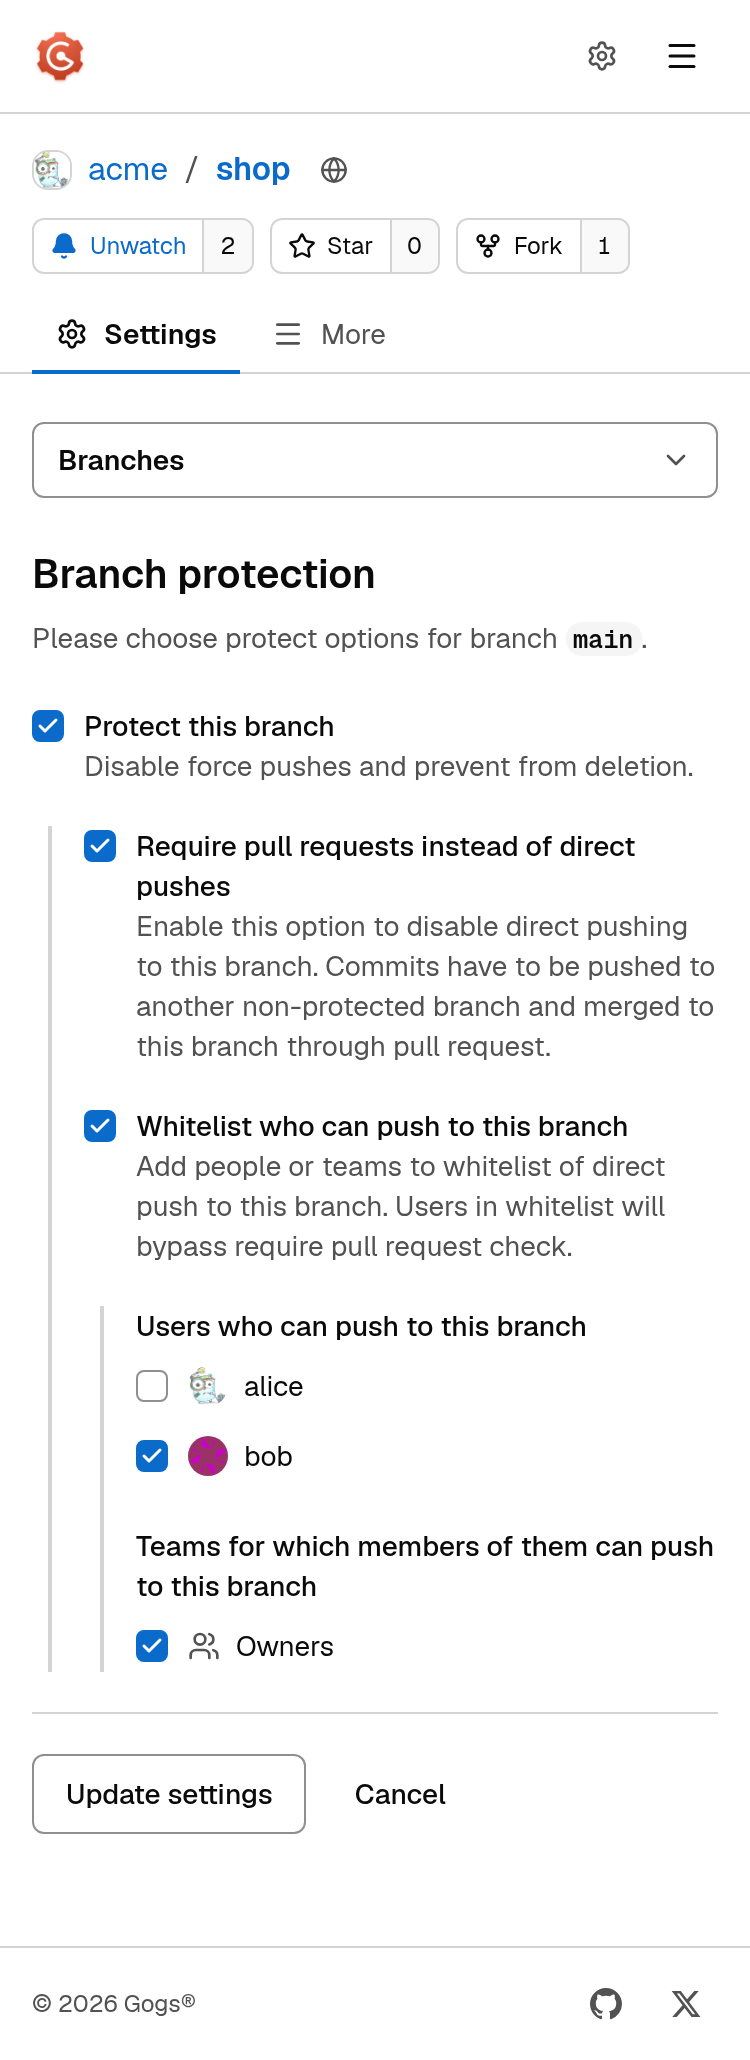 acme / shop
Unwatch 2 Star 0 Fork 1
Settings More
Branches
Branch protection
Please choose protect options for branch main.
Protect this branch
Disable force pushes and prevent from deletion.
Require pull requests instead of direct
pushes
Enable this option to disable direct pushing
to this branch. Commits have to be pushed to
another non-protected branch and merged to
this branch through pull request.
Whitelist who can push to this branch
Add people or teams to whitelist of direct
push to this branch. Users in whitelist will
bypass require pull request check.
Users who can push to this branch
alice
bob
Teams for which members of them can push
to this branch
Owners
Update settings Cancel
© 2026 Gogs®